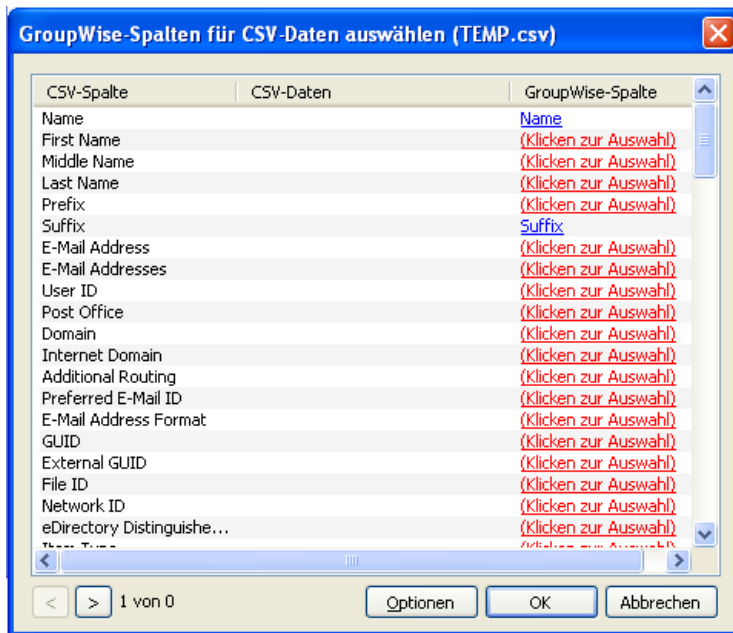 GroupWise-Spalten für CSV-Daten auswählen (TEMP.csv)
CSV-Spalte CSV-Daten GroupWise-Spalte
Name Name
First Name (Klicken zur Auswahl)
Middle Name (Klicken zur Auswahl)
Last Name (Klicken zur Auswahl)
Prefix (Klicken zur Auswahl)
Suffix Suffix
E-Mail Address (Klicken zur Auswahl)
E-Mail Addresses (Klicken zur Auswahl)
User ID (Klicken zur Auswahl)
Post Office (Klicken zur Auswahl)
Domain (Klicken zur Auswahl)
Internet Domain (Klicken zur Auswahl)
Additional Routing (Klicken zur Auswahl)
Preferred E-Mail ID (Klicken zur Auswahl)
E-Mail Address Format (Klicken zur Auswahl)
GUID (Klicken zur Auswahl)
External GUID (Klicken zur Auswahl)
File ID (Klicken zur Auswahl)
Network ID (Klicken zur Auswahl)
eDirectory Distinguishe... (Klicken zur Auswahl)
Item Type (Klicken zur Auswahl)
< > 1 von 0 Optionen OK Abbrechen